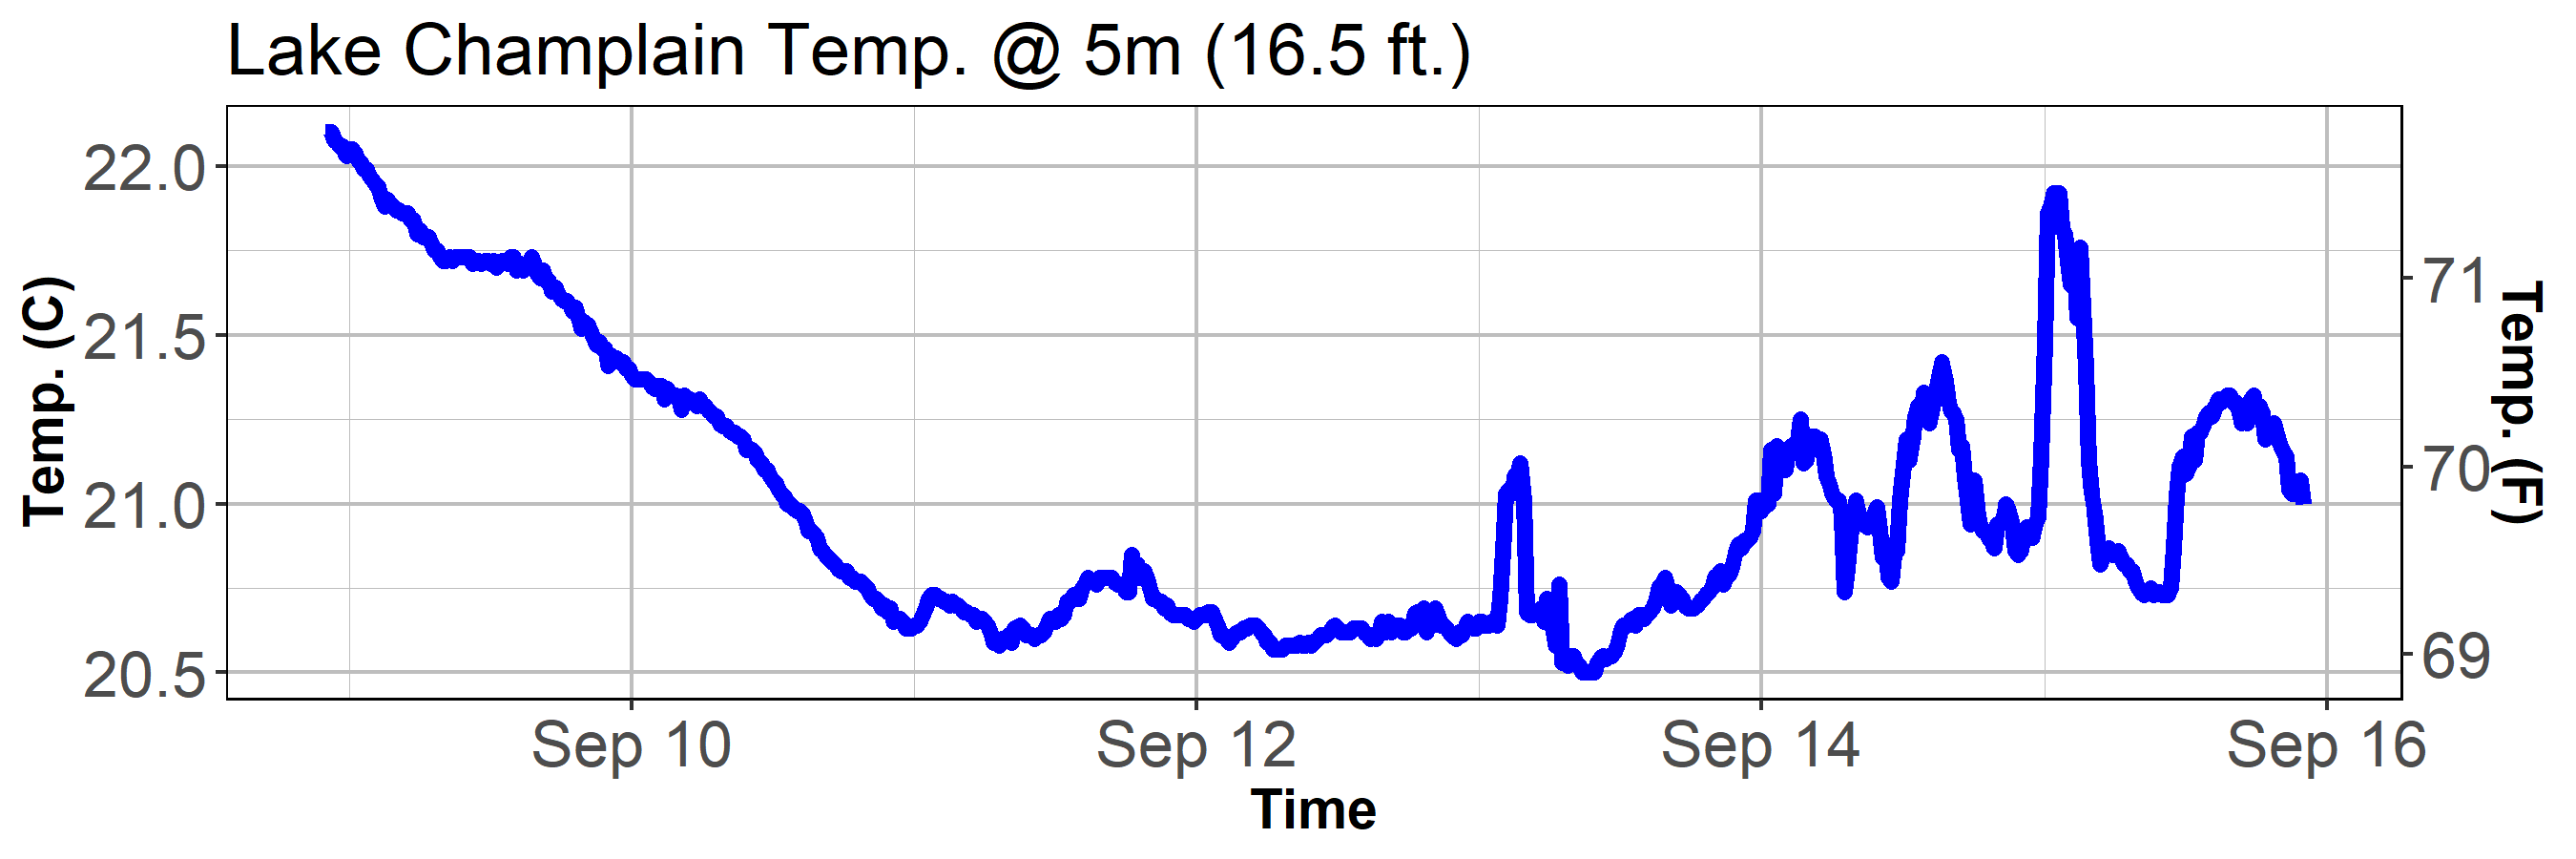 Lake Champlain Temp. @ 5m (16.5 ft.)
Temp. (C)
22.0
21.5
21.0
20.5
71
70
69
Temp. (F)
Sep 10 Sep 12 Sep 14 Sep 16
Time